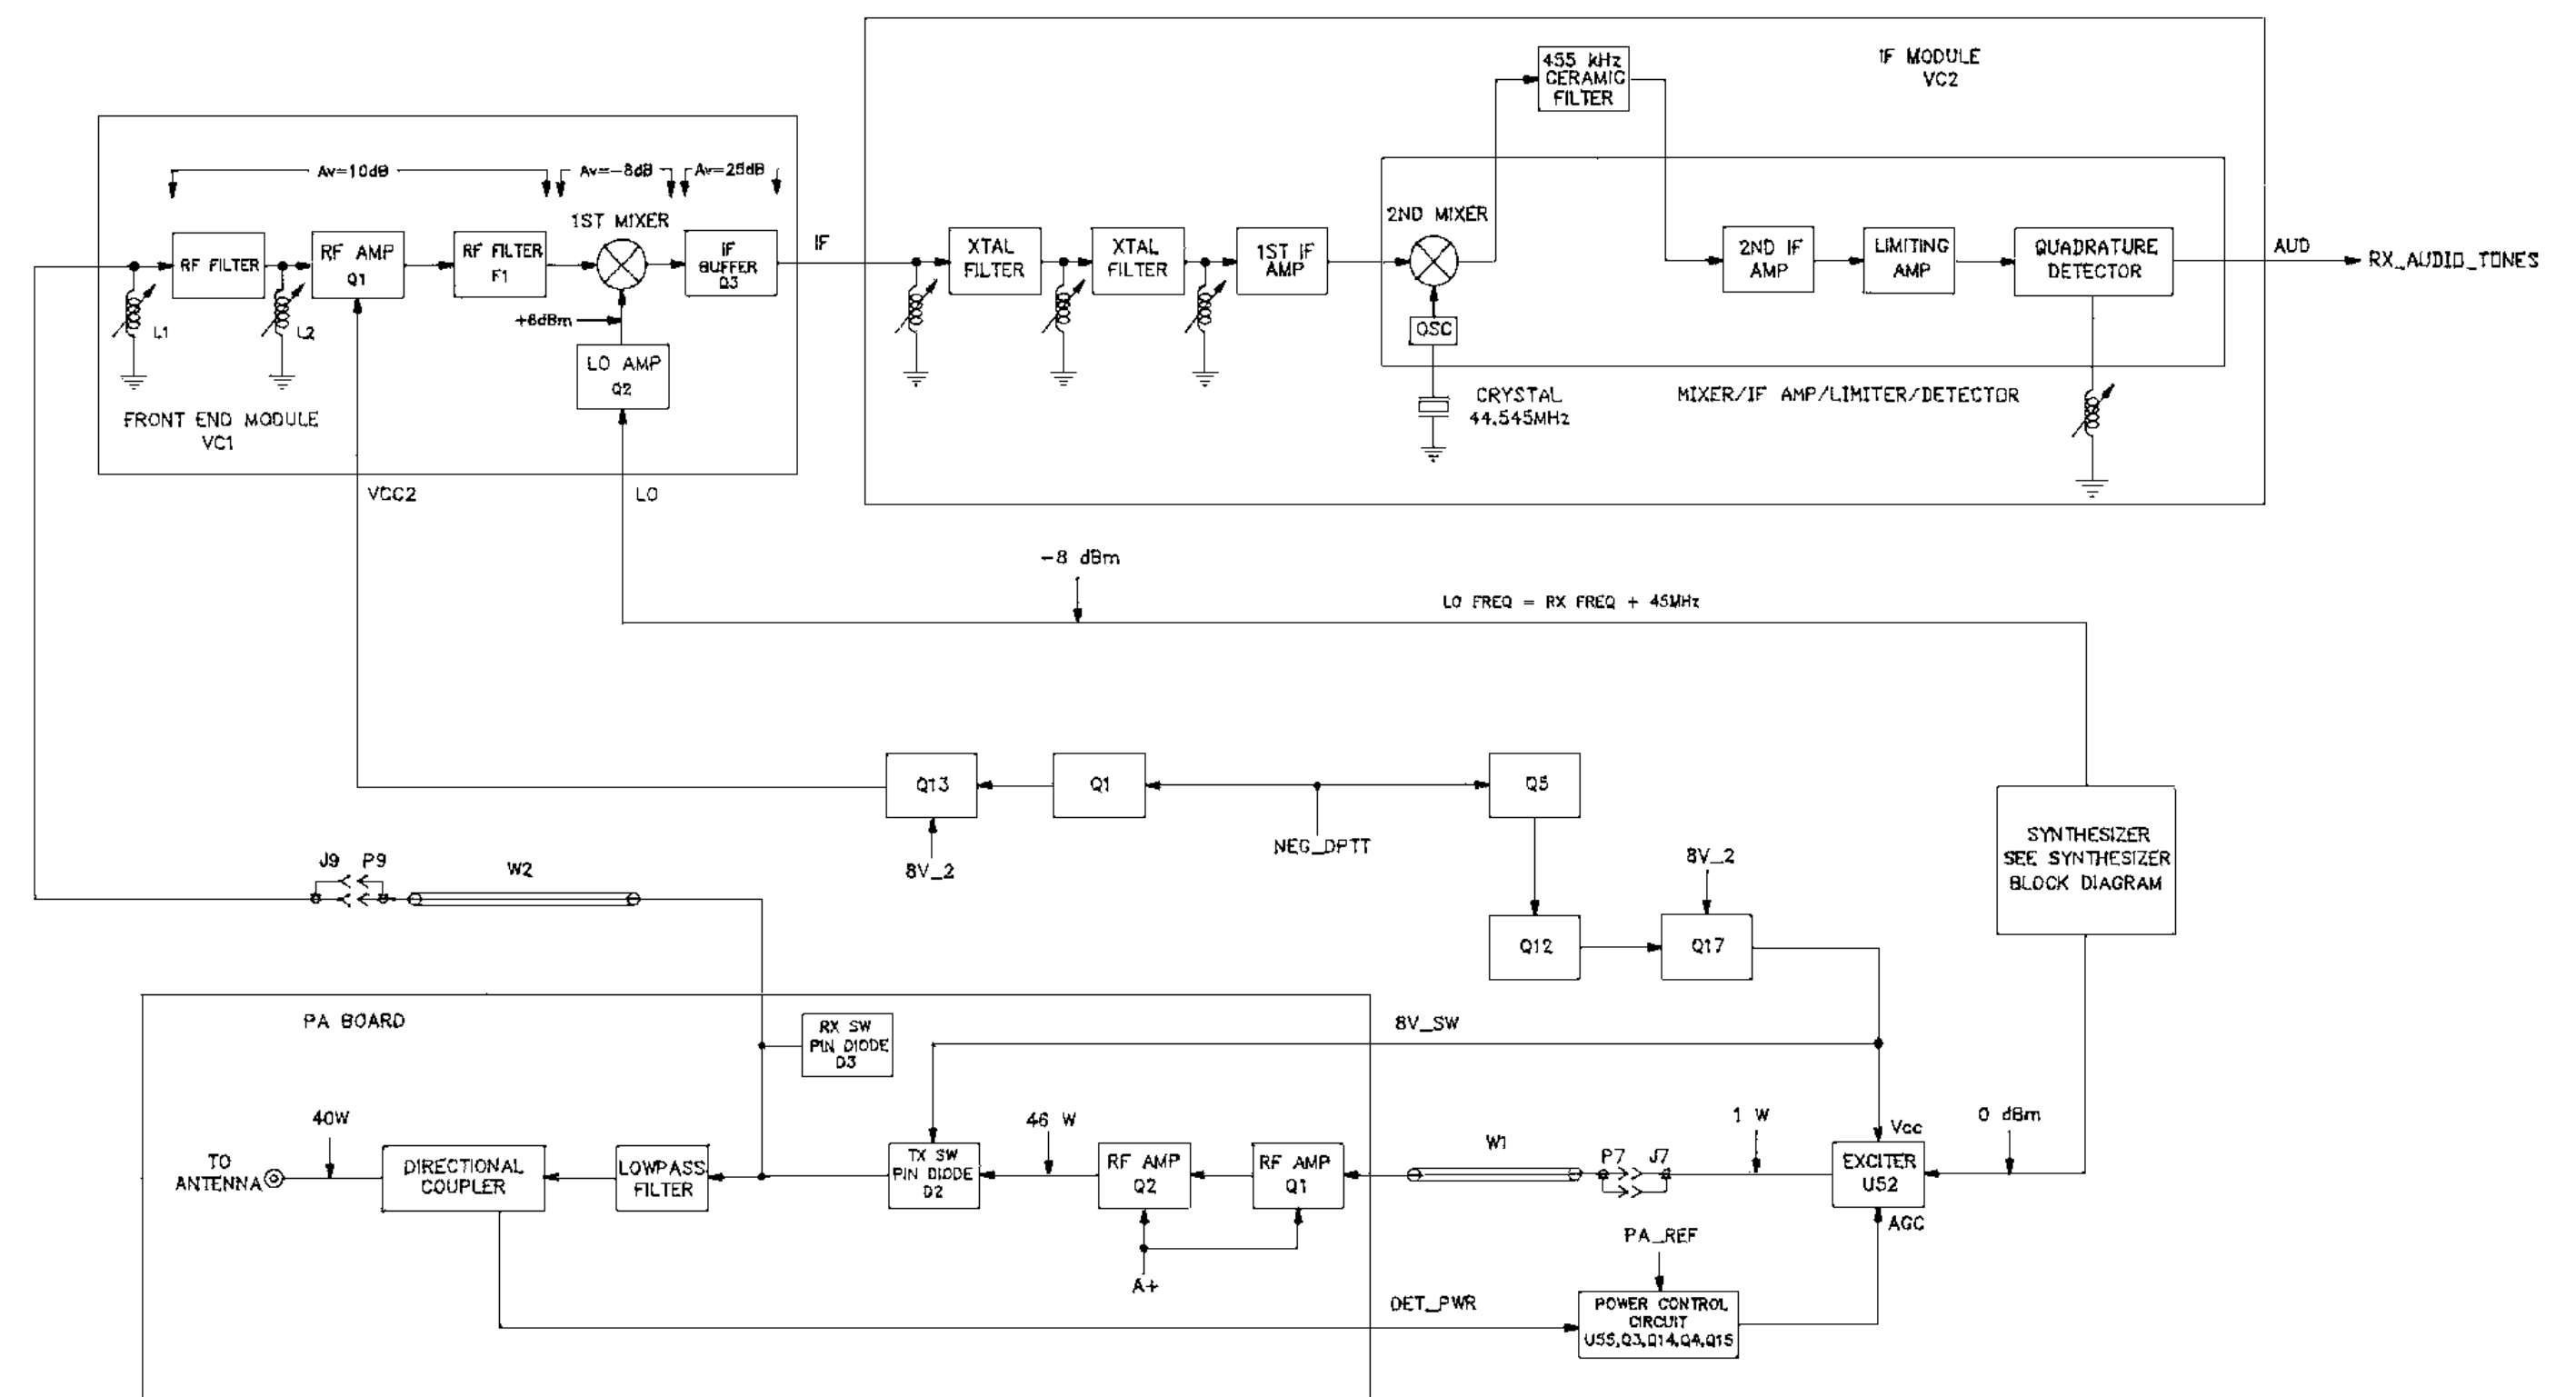 IF MODULE
VC2
455 kHz
CERAMIC
FILTER
Av=10dB
Av=-8dB
Av=25dB
1ST MIXER
2ND MIXER
RF FILTER
RF AMP
Q1
RF FILTER
F1
IF
BUFFER
Q3
IF
XTAL
FILTER
XTAL
FILTER
1ST IF
AMP
2ND IF
AMP
LIMITING
AMP
QUADRATURE
DETECTOR
AUD
RX_AUDIO_TONES
L1
L2
+6dBm
OSC
LO AMP
Q2
CRYSTAL
44.545MHz
MIXER/IF AMP/LIMITER/DETECTOR
FRONT END MODULE
VC1
VCC2
LO
-8 dBm
LO FREQ = RX FREQ + 45MHz
Q13
Q1
Q5
NEG_DPTT
8V_2
8V_2
SYNTHESIZER
SEE SYNTHESIZER
BLOCK DIAGRAM
J9
P9
W2
Q12
Q17
PA BOARD
RX SW
PIN DIODE
D3
8V_SW
40W
46 W
1 W
Vcc
0 dBm
TO
ANTENNA
DIRECTIONAL
COUPLER
LOWPASS
FILTER
TX SW
PIN DIODE
D2
RF AMP
Q2
RF AMP
Q1
W1
P7
J7
EXCITER
U52
AGC
A+
PA_REF
DET_PWR
POWER CONTROL
CIRCUIT
U55,Q3,Q14,Q4,Q15